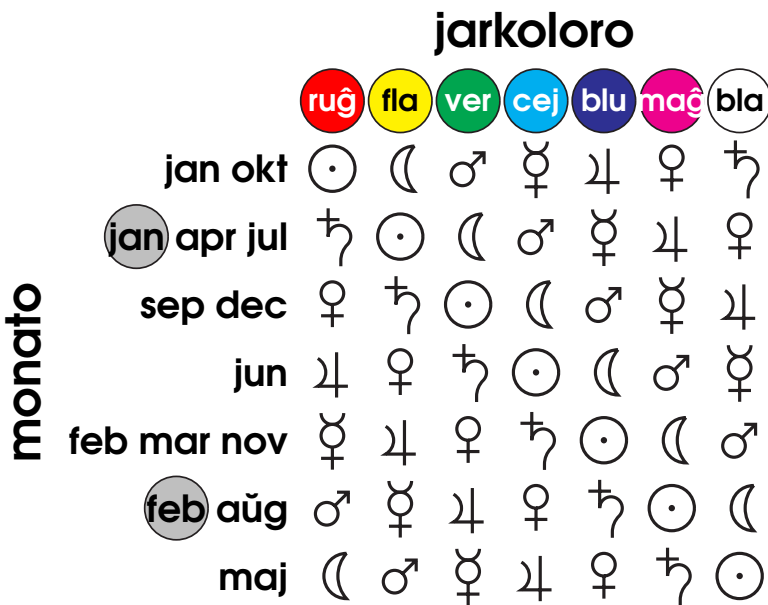 jarkoloro
ruĝ fla ver cej blu maĝ bla
jan okt ☉ ☾ ♂ ☿ ♃ ♀ ♄
jan apr jul ♄ ☉ ☾ ♂ ☿ ♃ ♀
sep dec ♀ ♄ ☉ ☾ ♂ ☿ ♃
jun ♃ ♀ ♄ ☉ ☾ ♂ ☿
feb mar nov ☿ ♃ ♀ ♄ ☉ ☾ ♂
feb aŭg ♂ ☿ ♃ ♀ ♄ ☉ ☾
maj ☾ ♂ ☿ ♃ ♀ ♄ ☉
monato